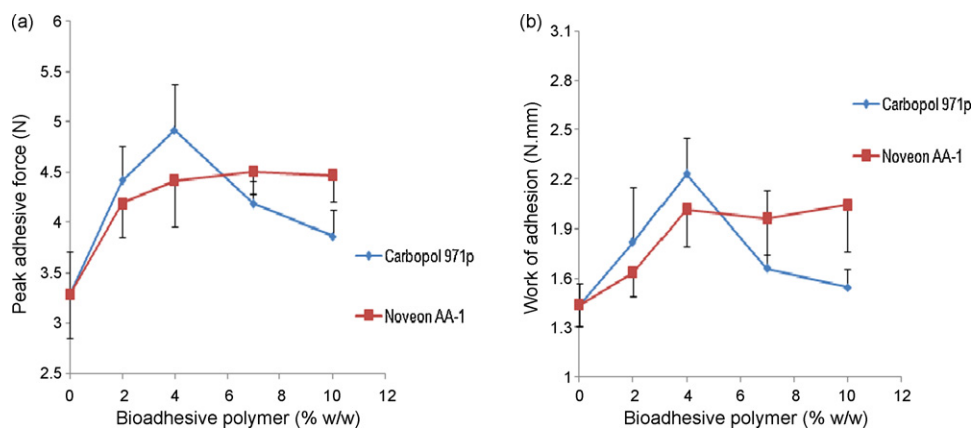 (a)
Peak adhesive force (N)
6
5.5
5
4.5
4
3.5
3
2.5
0 2 4 6 8 10 12
Bioadhesive polymer (% w/w)
Carbopol 971p
Noveon AA-1
(b)
Work of adhesion (N.mm)
3.1
2.8
2.5
2.2
1.9
1.6
1.3
1
0 2 4 6 8 10 12
Bioadhesive polymer (% w/w)
Carbopol 971p
Noveon AA-1